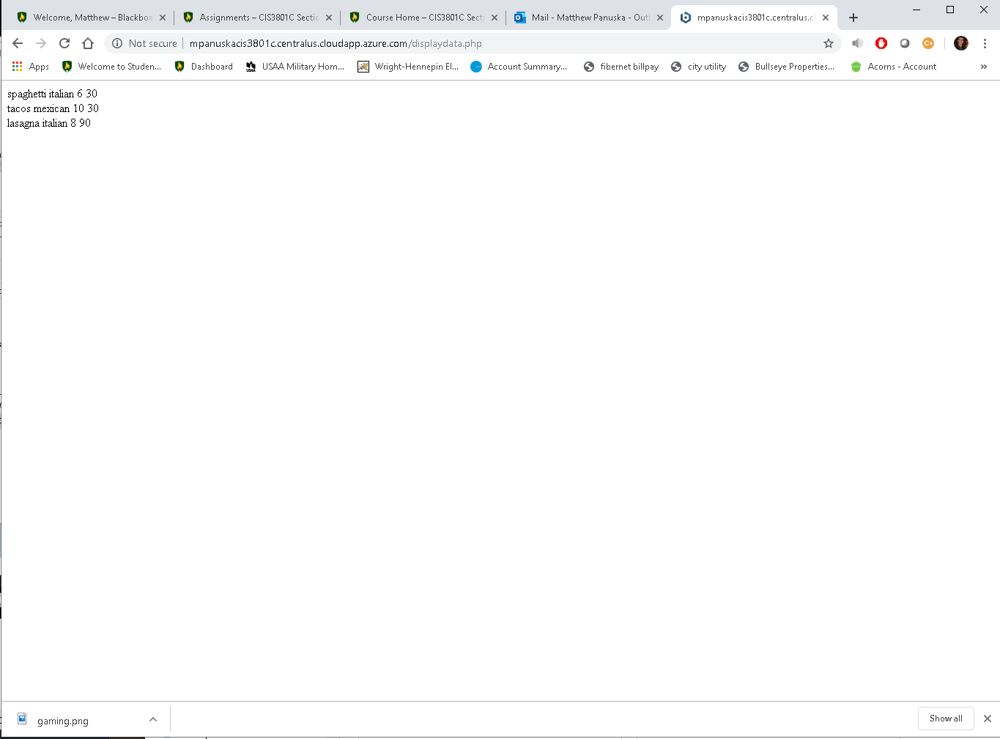 Welcome, Matthew – Blackboa
Assignments – CIS3801C Sectio
Course Home – CIS3801C Secti
Mail - Matthew Panuska - Outl
mpanuskacis3801c.centralus.cl
Not secure
mpanuskacis3801c.centralus.cloudapp.azure.com/displaydata.php
Apps
Welcome to Studen...
Dashboard
USAA Military Hom...
Wright-Hennepin El...
Account Summary...
fibernet billpay
city utility
Bullseye Properties...
Acorns - Account
»
spaghetti italian 6 30
tacos mexican 10 30
lasagna italian 8 90
gaming.png
Show all